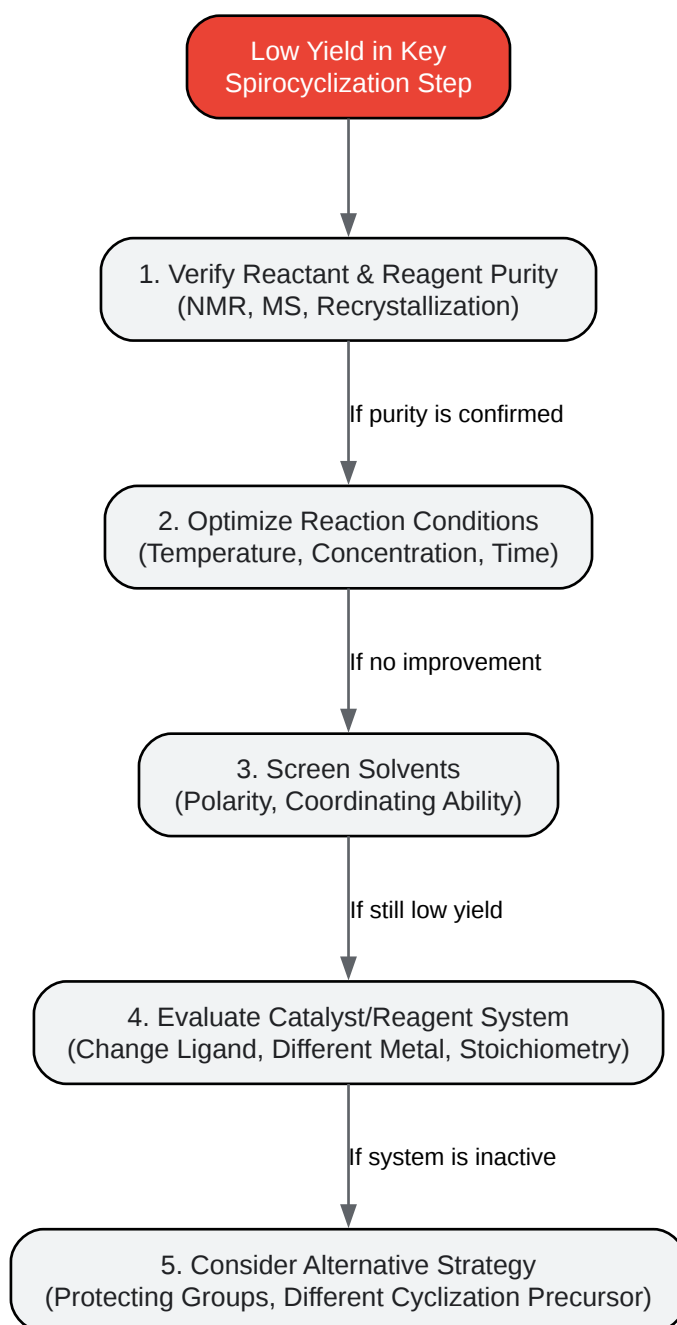 Low Yield in Key
Spirocyclization Step
1. Verify Reactant & Reagent Purity
(NMR, MS, Recrystallization)
If purity is confirmed
2. Optimize Reaction Conditions
(Temperature, Concentration, Time)
If no improvement
3. Screen Solvents
(Polarity, Coordinating Ability)
If still low yield
4. Evaluate Catalyst/Reagent System
(Change Ligand, Different Metal, Stoichiometry)
If system is inactive
5. Consider Alternative Strategy
(Protecting Groups, Different Cyclization Precursor)